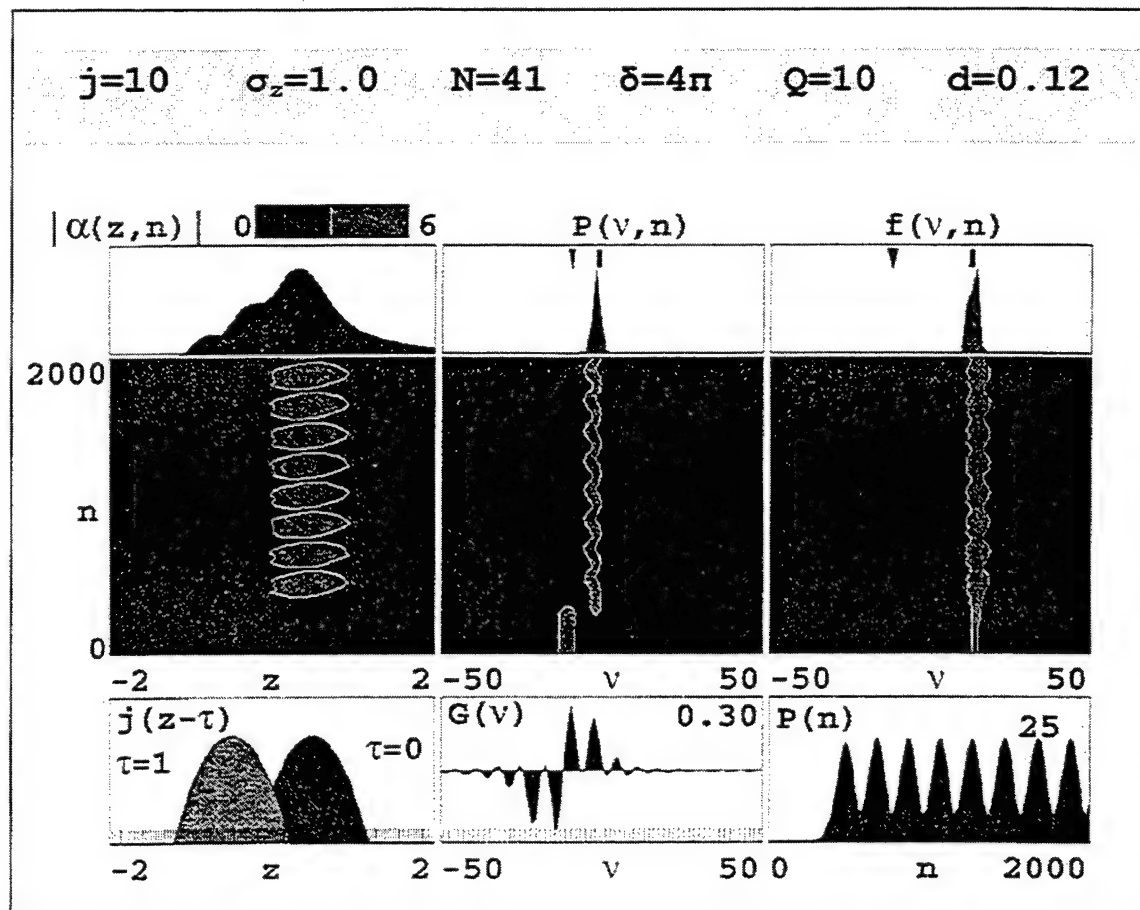 j=10 σz=1.0 N=41 δ=4π Q=10 d=0.12
|α(z,n)| 0 6 P(ν,n) f(ν,n)
2000
n
0
-2 z 2 -50 ν 50 -50 ν 50
j(z-τ) G(ν) 0.30 P(n) 25
τ=1 τ=0
-2 z 2 -50 ν 50 0 n 2000